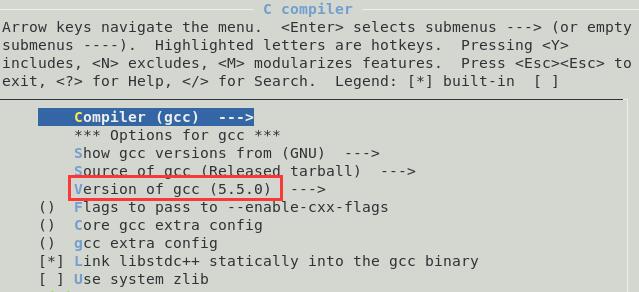 C compiler
Arrow keys navigate the menu.  <Enter> selects submenus ---> (or empty
submenus ----).  Highlighted letters are hotkeys.  Pressing <Y>
includes, <N> excludes, <M> modularizes features.  Press <Esc><Esc> to
exit, <?> for Help, </> for Search.  Legend: [*] built-in  [ ]
Compiler (gcc)  --->
*** Options for gcc ***
Show gcc versions from (GNU)  --->
Source of gcc (Released tarball)  --->
Version of gcc (5.5.0)  --->
()  Flags to pass to --enable-cxx-flags
()  Core gcc extra config
()  gcc extra config
[*] Link libstdc++ statically into the gcc binary
[ ] Use system zlib